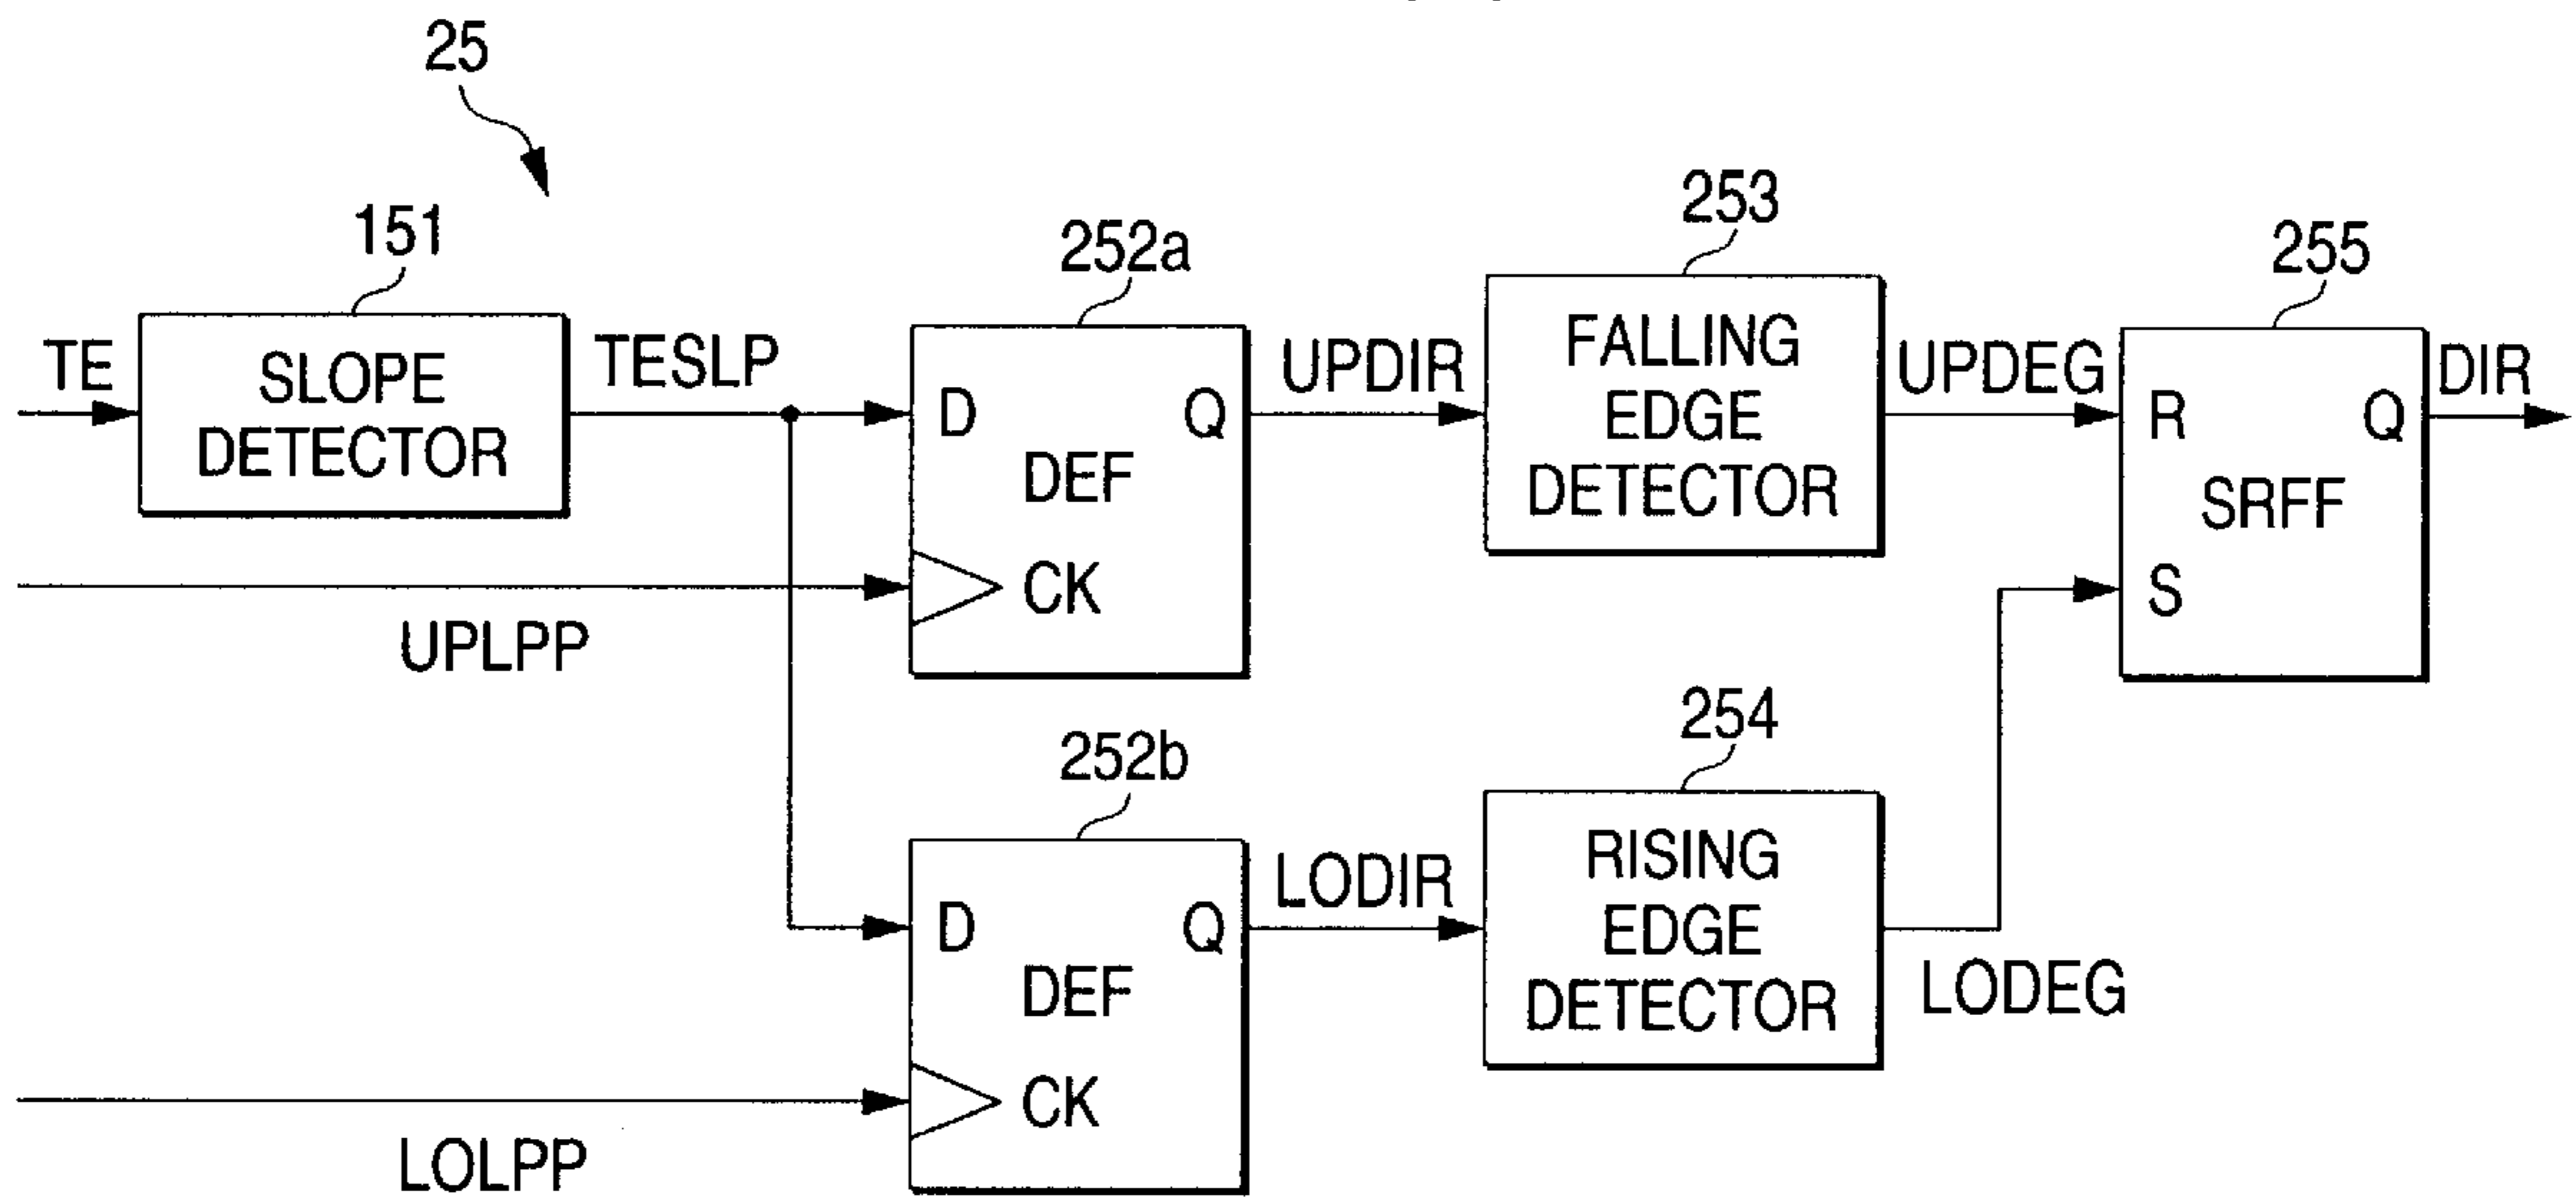 25
151
TE
SLOPE
DETECTOR
TESLP
UPLPP
252a
D
Q
DEF
CK
UPDIR
253
FALLING
EDGE
DETECTOR
UPDEG
255
R
Q
SRFF
S
DIR
252b
D
Q
DEF
CK
LOLPP
LODIR
254
RISING
EDGE
DETECTOR
LODEG